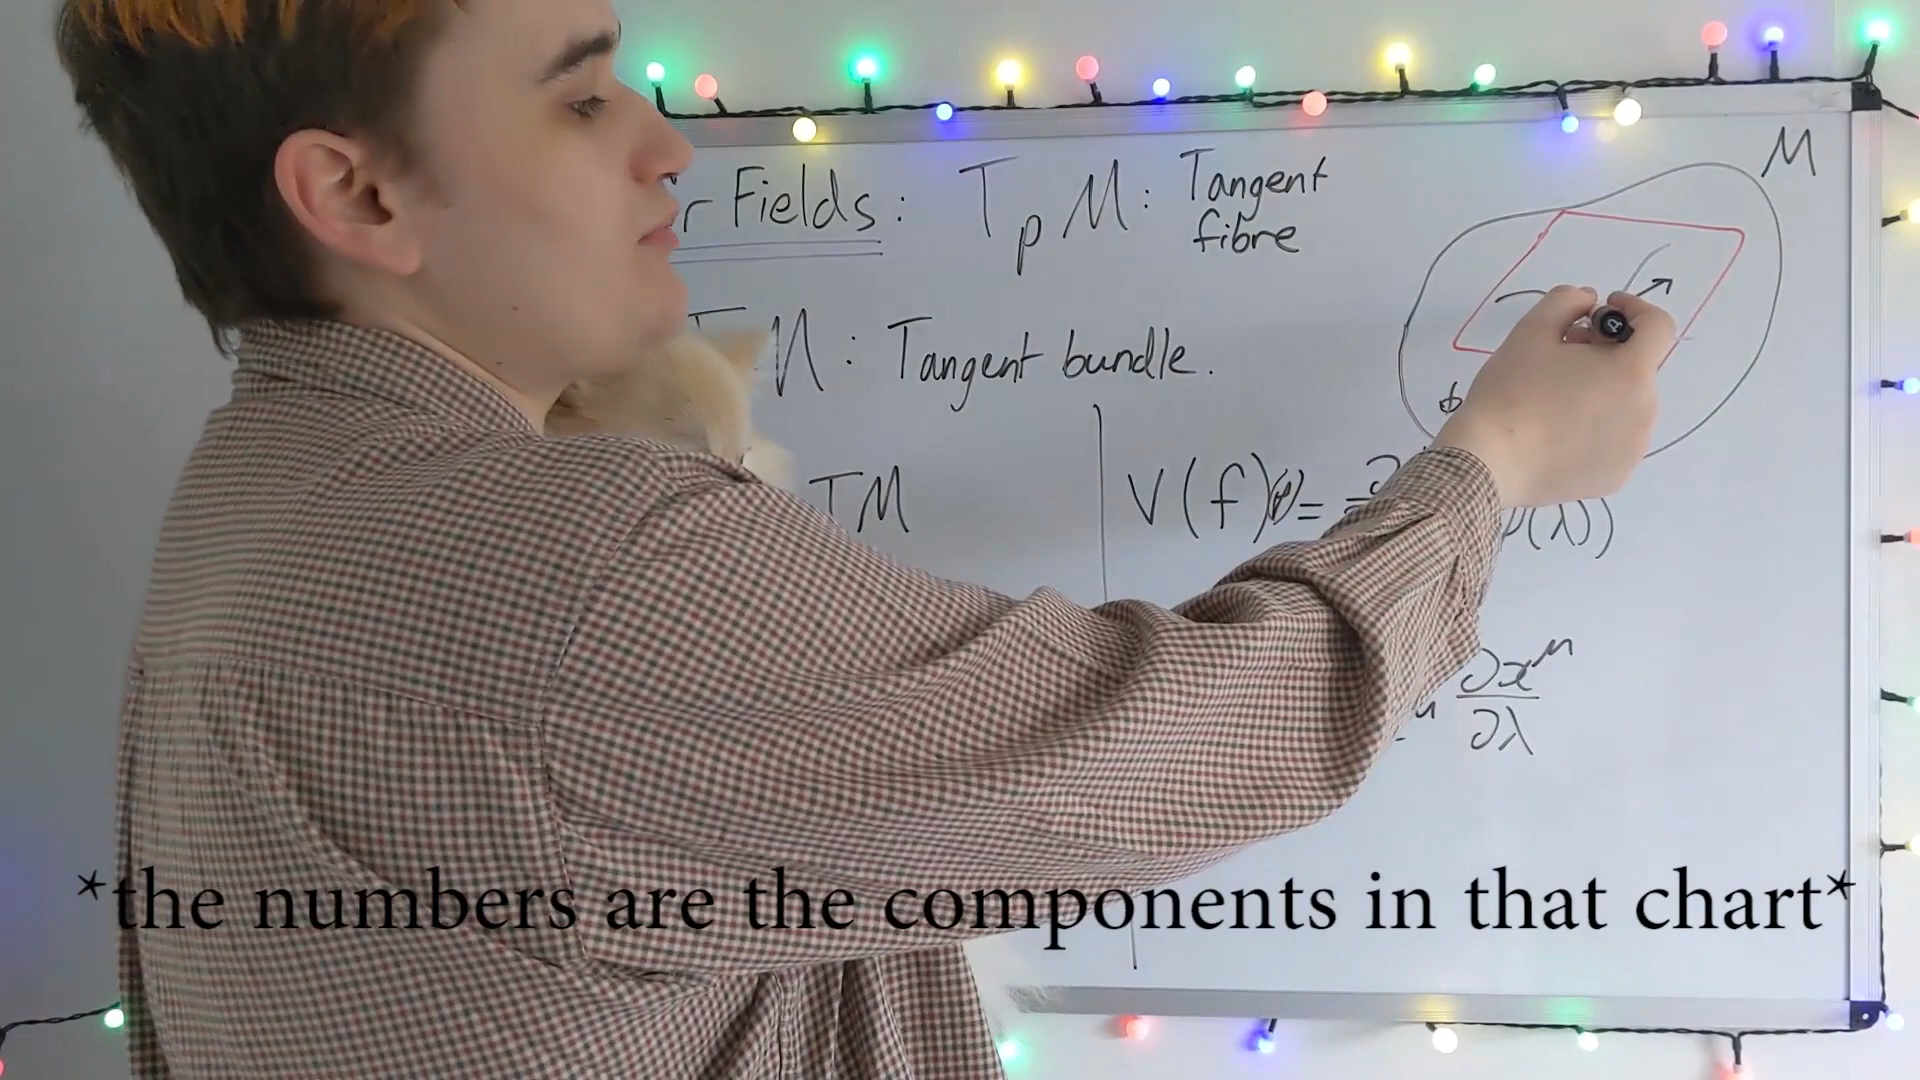 r Fields: T_p M: Tangent fibre
M
M: Tangent bundle.
TM
V(f)(p)=
(λ))
∂x^μ
∂λ
*the numbers are the components in that chart*